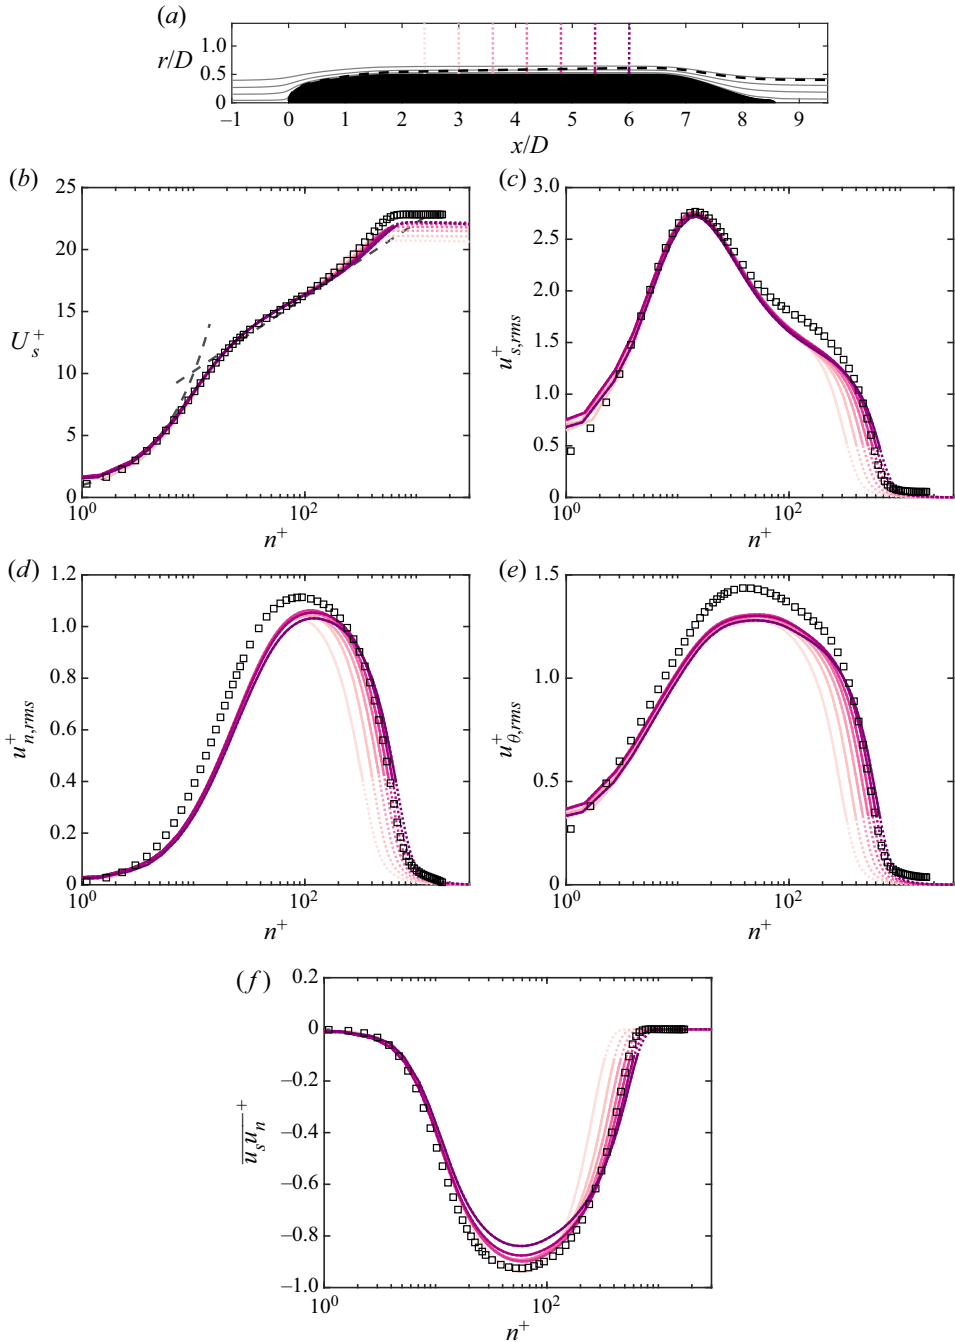 (a)
r/D
1.0
0.5
0
–1 0 1 2 3 4 5 6 7 8 9
x/D
(b)
25
20
15
10
5
0
U_s^+
10^0 10^2
n^+
(c)
3.0
2.5
2.0
1.5
1.0
0.5
0
u^+_{s,rms}
10^0 10^2
n^+
(d)
1.2
1.0
0.8
0.6
0.4
0.2
0
u^+_{n,rms}
10^0 10^2
n^+
(e)
1.5
1.0
0.5
0
u^+_{θ,rms}
10^0 10^2
n^+
(f)
0.2
0
–0.2
–0.4
–0.6
–0.8
–1.0
\overline{u_s u_n}^+
10^0 10^2
n^+